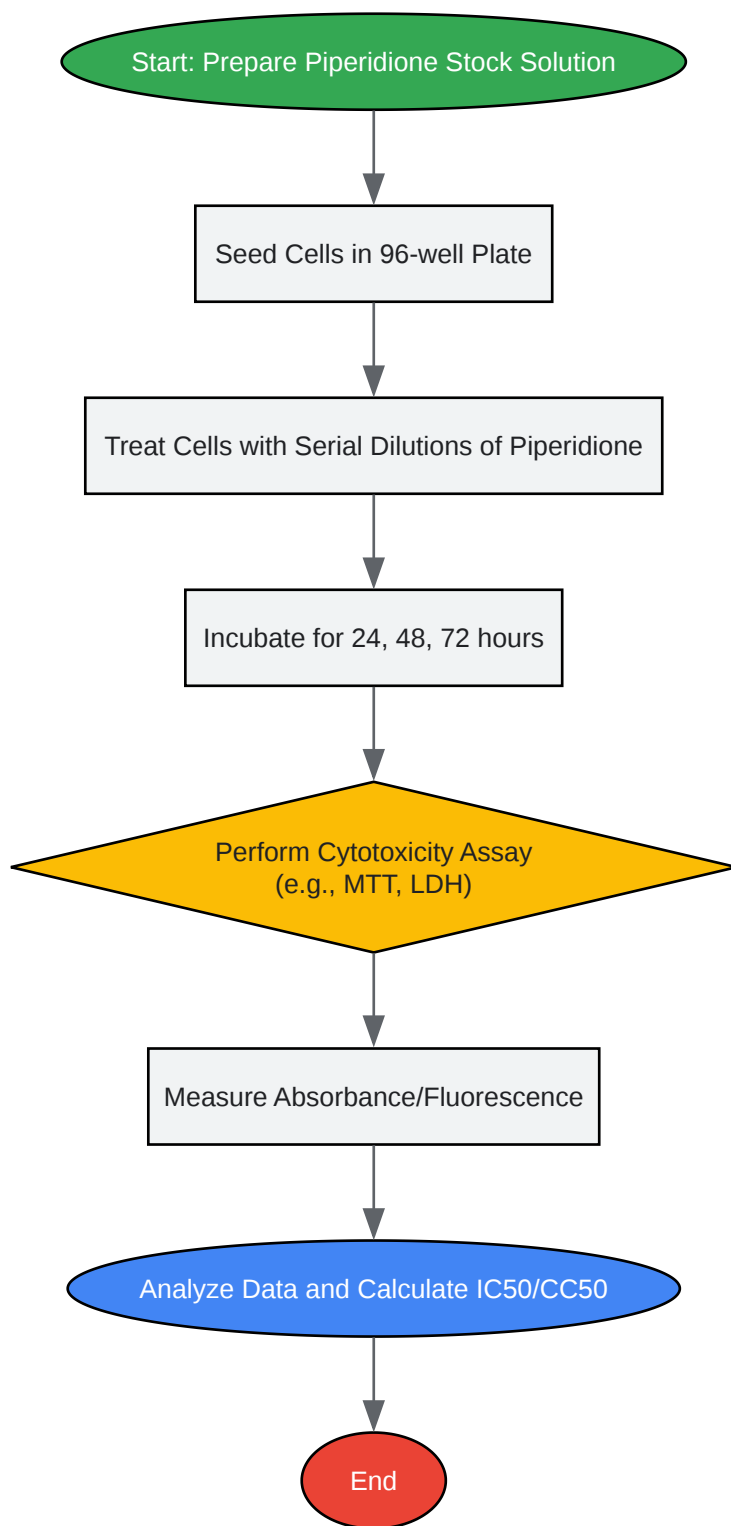 Start: Prepare Piperidione Stock Solution
Seed Cells in 96-well Plate
Treat Cells with Serial Dilutions of Piperidione
Incubate for 24, 48, 72 hours
Perform Cytotoxicity Assay
(e.g., MTT, LDH)
Measure Absorbance/Fluorescence
Analyze Data and Calculate IC50/CC50
End